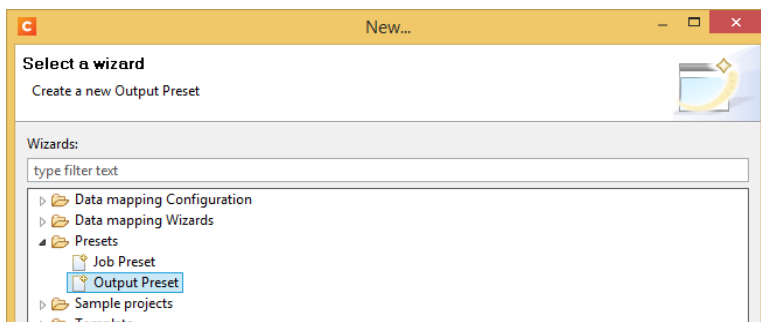 C
New...
Select a wizard
Create a new Output Preset
Wizards:
type filter text
Data mapping Configuration
Data mapping Wizards
Presets
Job Preset
Output Preset
Sample projects
Template